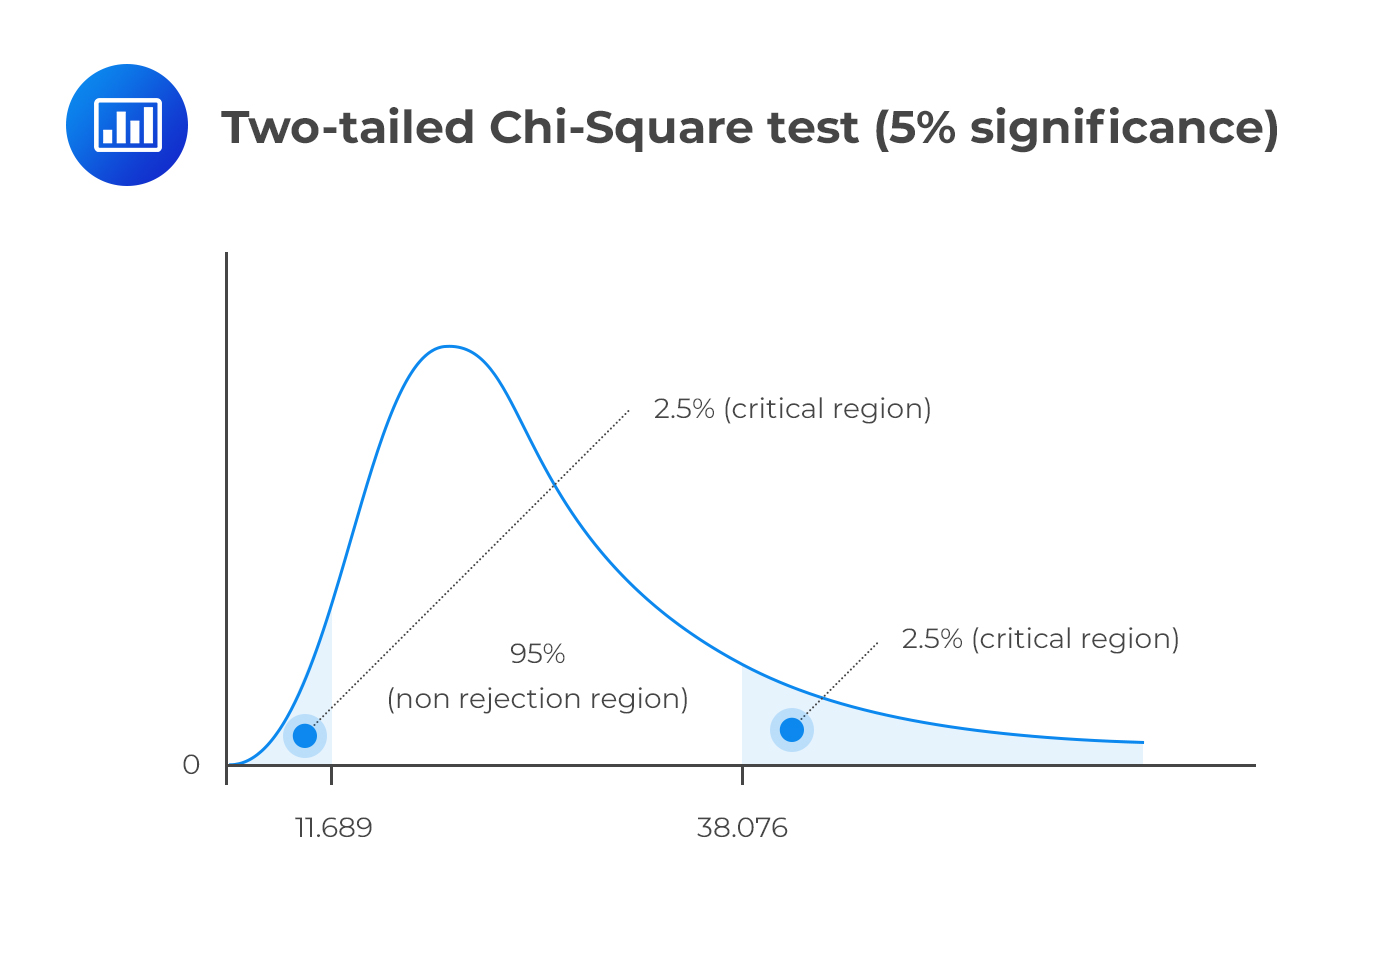 Two-tailed Chi-Square test (5% significance)
2.5% (critical region)
2.5% (critical region)
95%
(non rejection region)
0
11.689
38.076